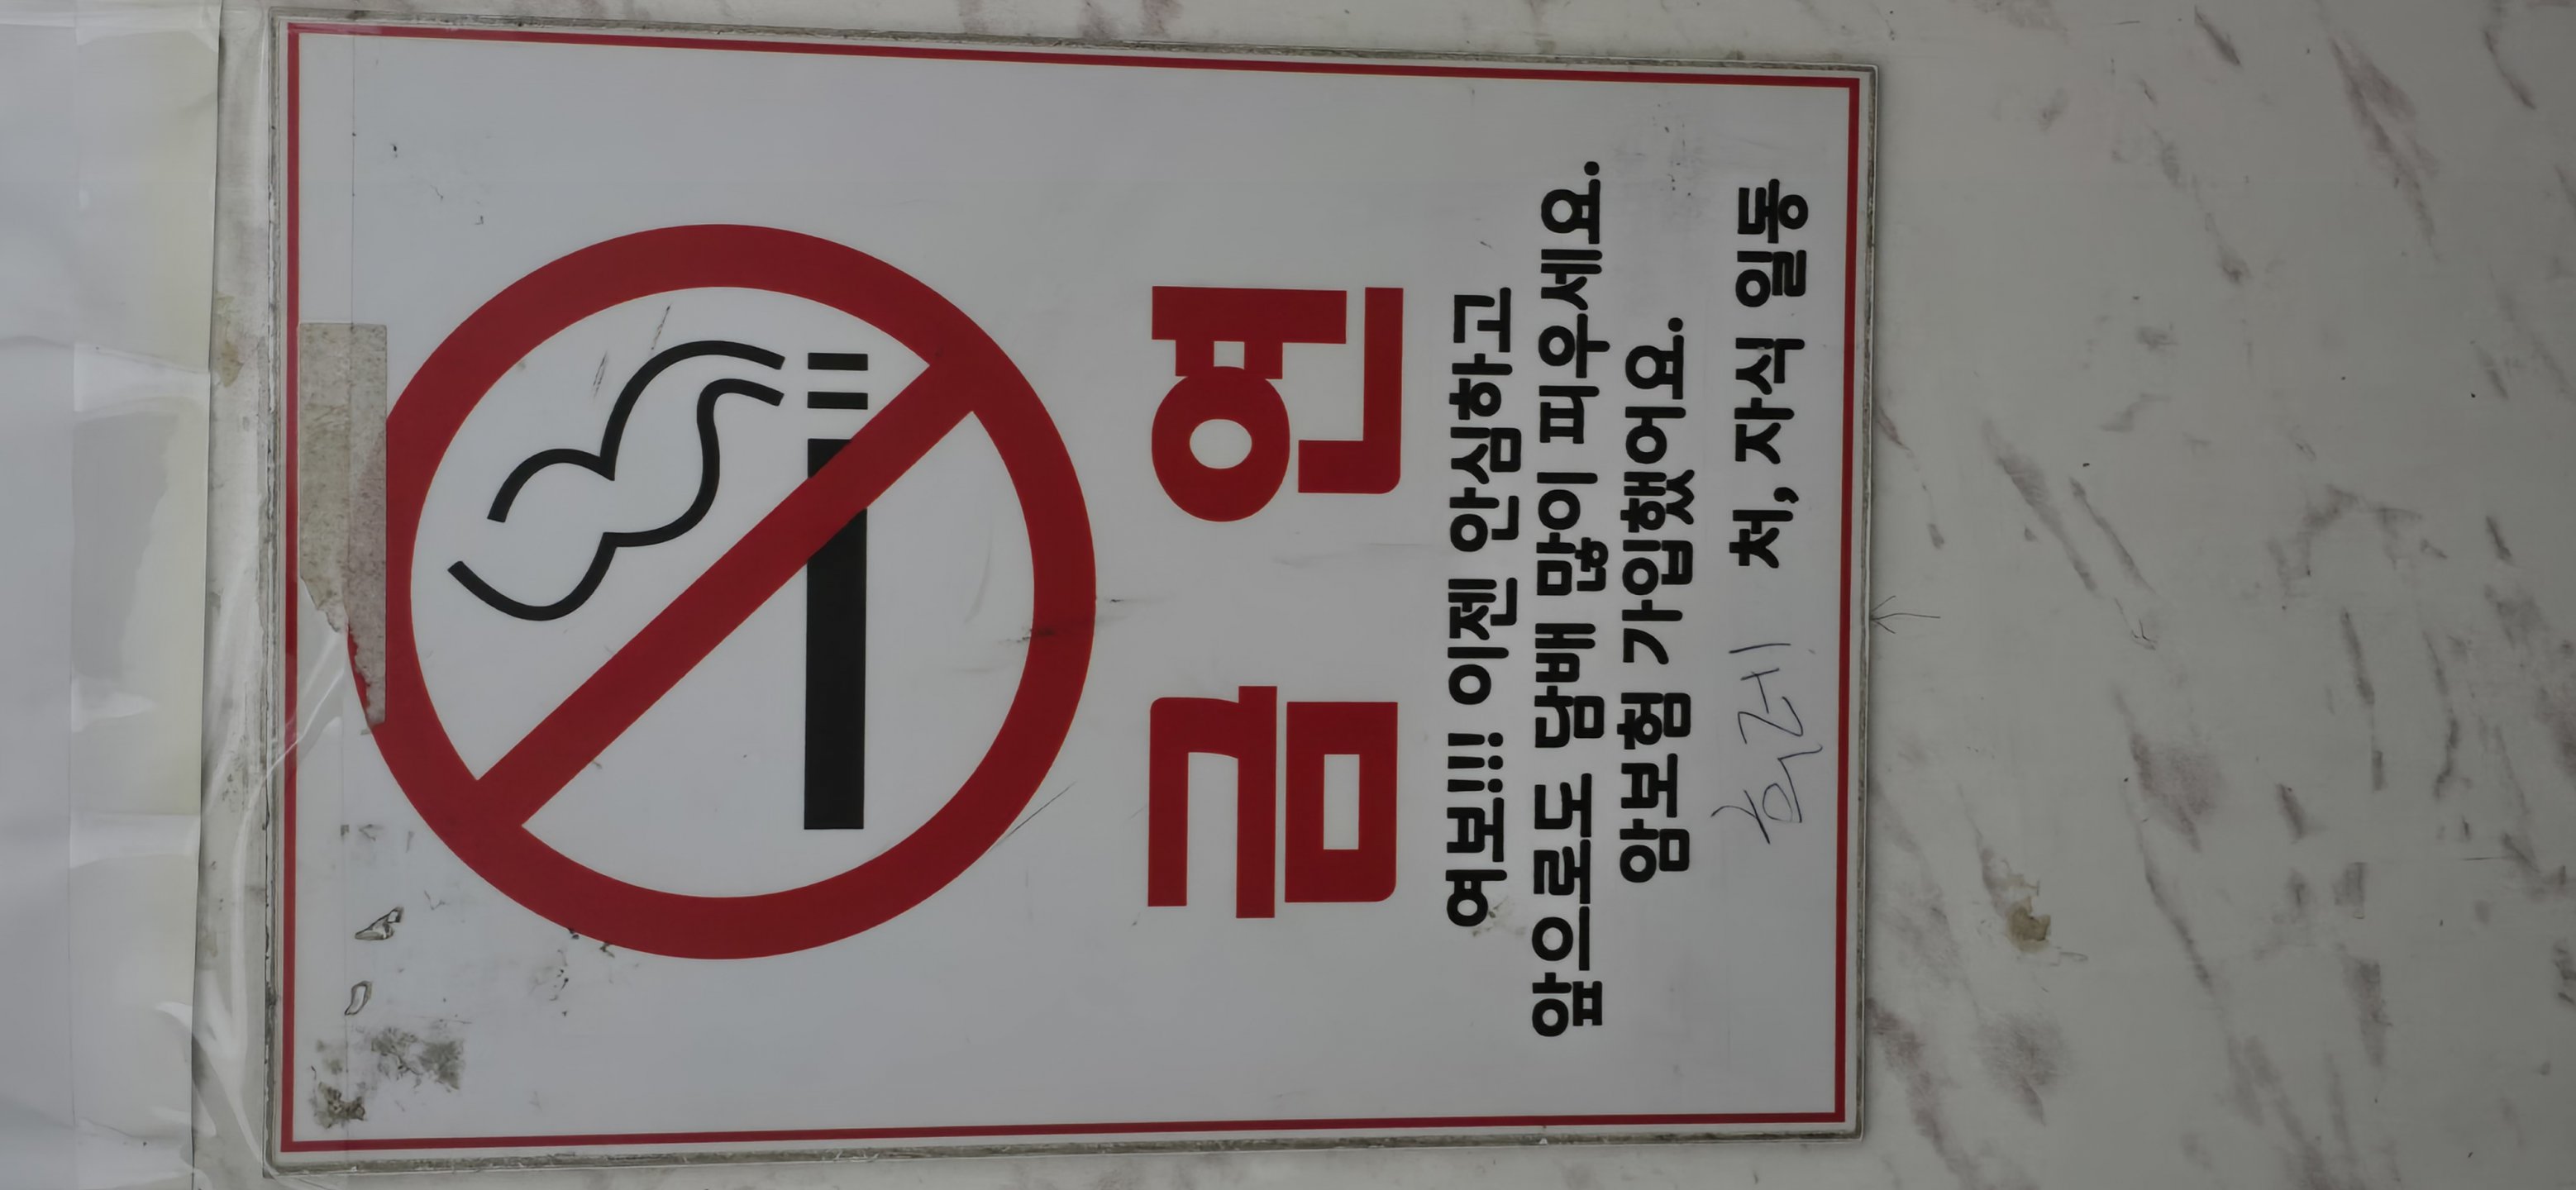 금 연
여보!!! 이젠 안심하고
앞으로도 담배 많이 피우세요.
암보험 가입했어요.
처, 자식 일동